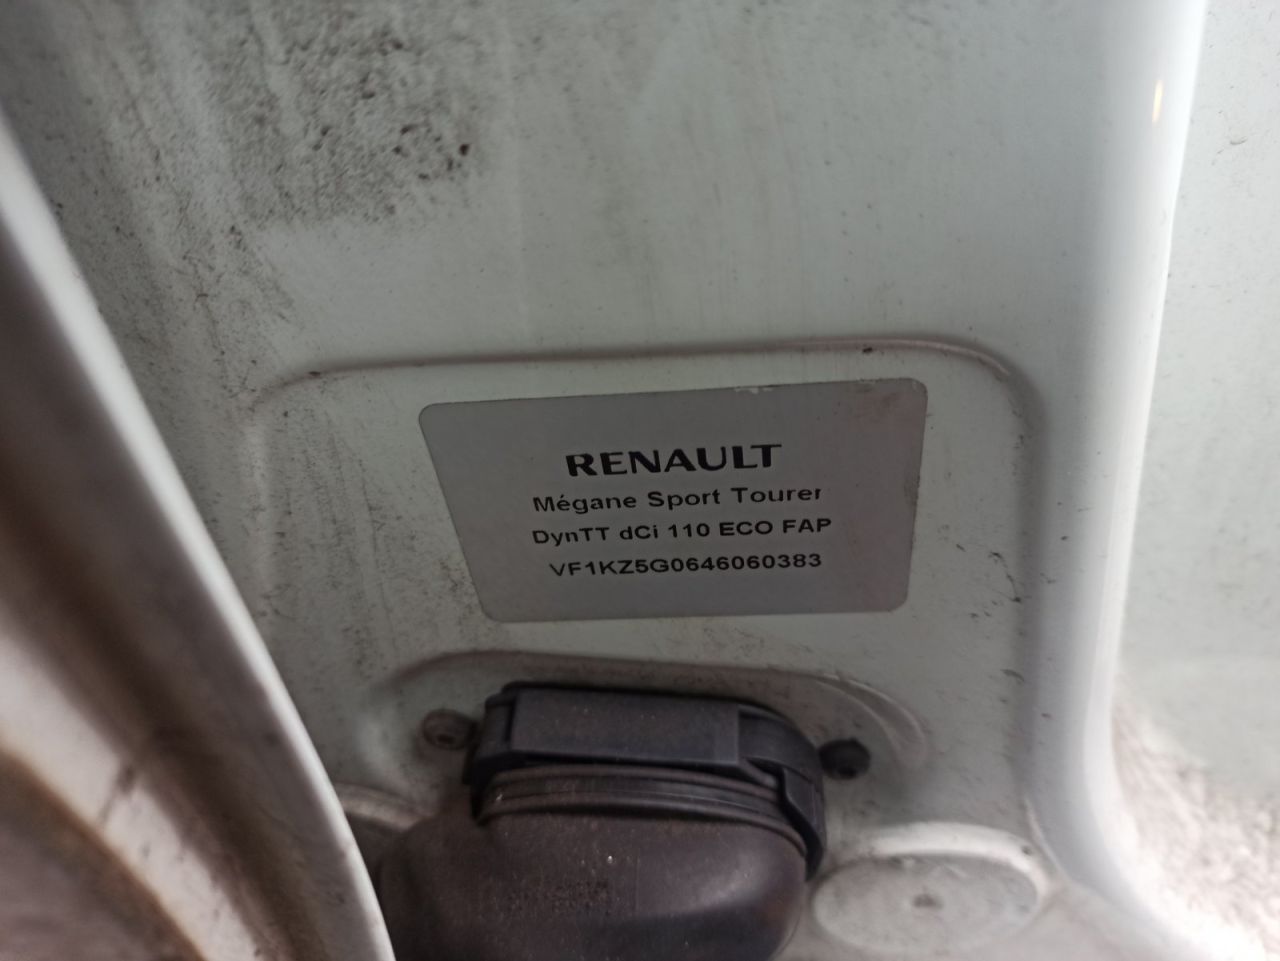 RENAULT
Mégane Sport Tourer
DynTT dCi 110 ECO FAP
VF1KZ5G0646060383